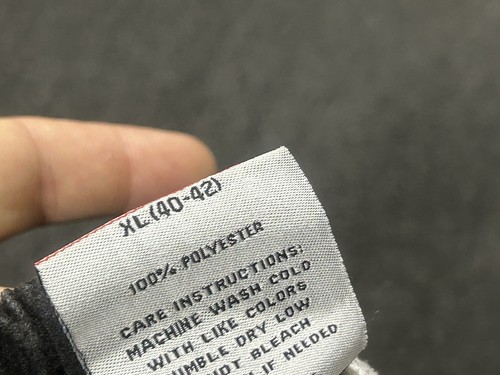 XL (40-42)
100% POLYESTER
CARE INSTRUCTIONS:
MACHINE WASH COLD
WITH LIKE COLORS
UMBLE DRY LOW
NOT BLEACH
IF NEEDED